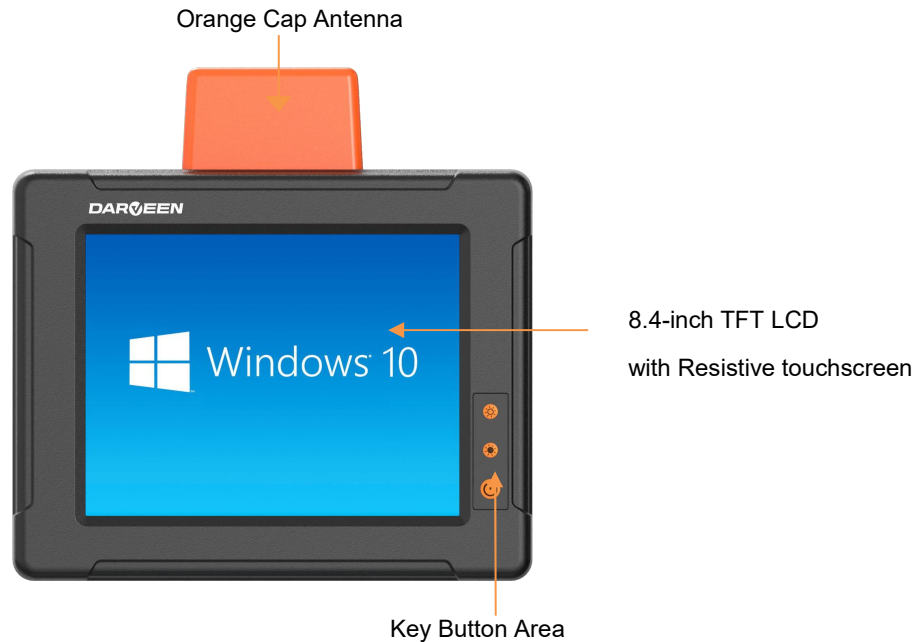 Orange Cap Antenna
DARVEEN
Windows 10
8.4-inch TFT LCD
with Resistive touchscreen
Key Button Area